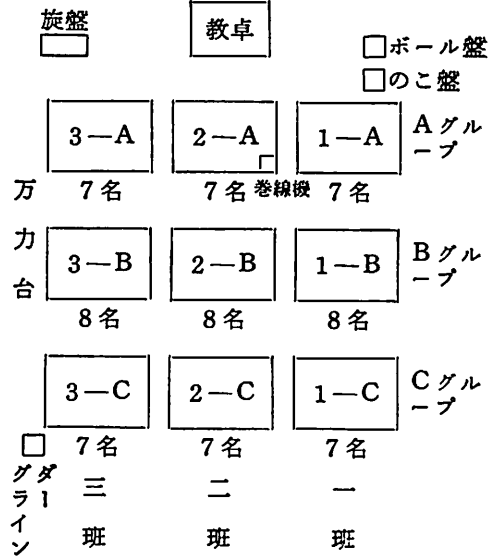 旋盤
教卓
ボール盤
のこ盤
3—A
2—A
1—A
Aグループ
7名
7名
巻線機
7名
万力台
3—B
2—B
1—B
Bグループ
8名
8名
8名
3—C
2—C
1—C
Cグループ
7名
7名
7名
グラインダー
三班
二班
一班